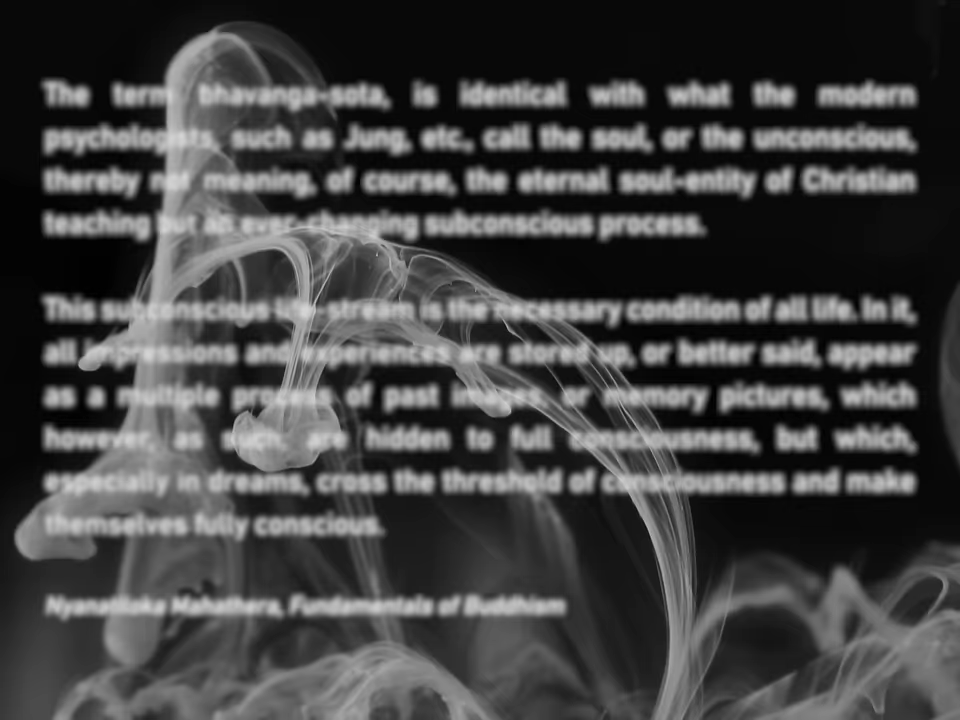 The term bhavanga-sota, is identical with what the modern
psychologists, such as Jung, etc., call the soul, or the unconscious,
thereby not meaning, of course, the eternal soul-entity of Christian
teaching but an ever-changing subconscious process.
This subconscious life-stream is the necessary condition of all life. In it,
all impressions and experiences are stored up, or better said, appear
as a multiple process of past images, or memory pictures, which
however, as such, are hidden to full consciousness, but which,
especially in dreams, cross the threshold of consciousness and make
themselves fully conscious.
Nyanatiloka Mahathera, Fundamentals of Buddhism